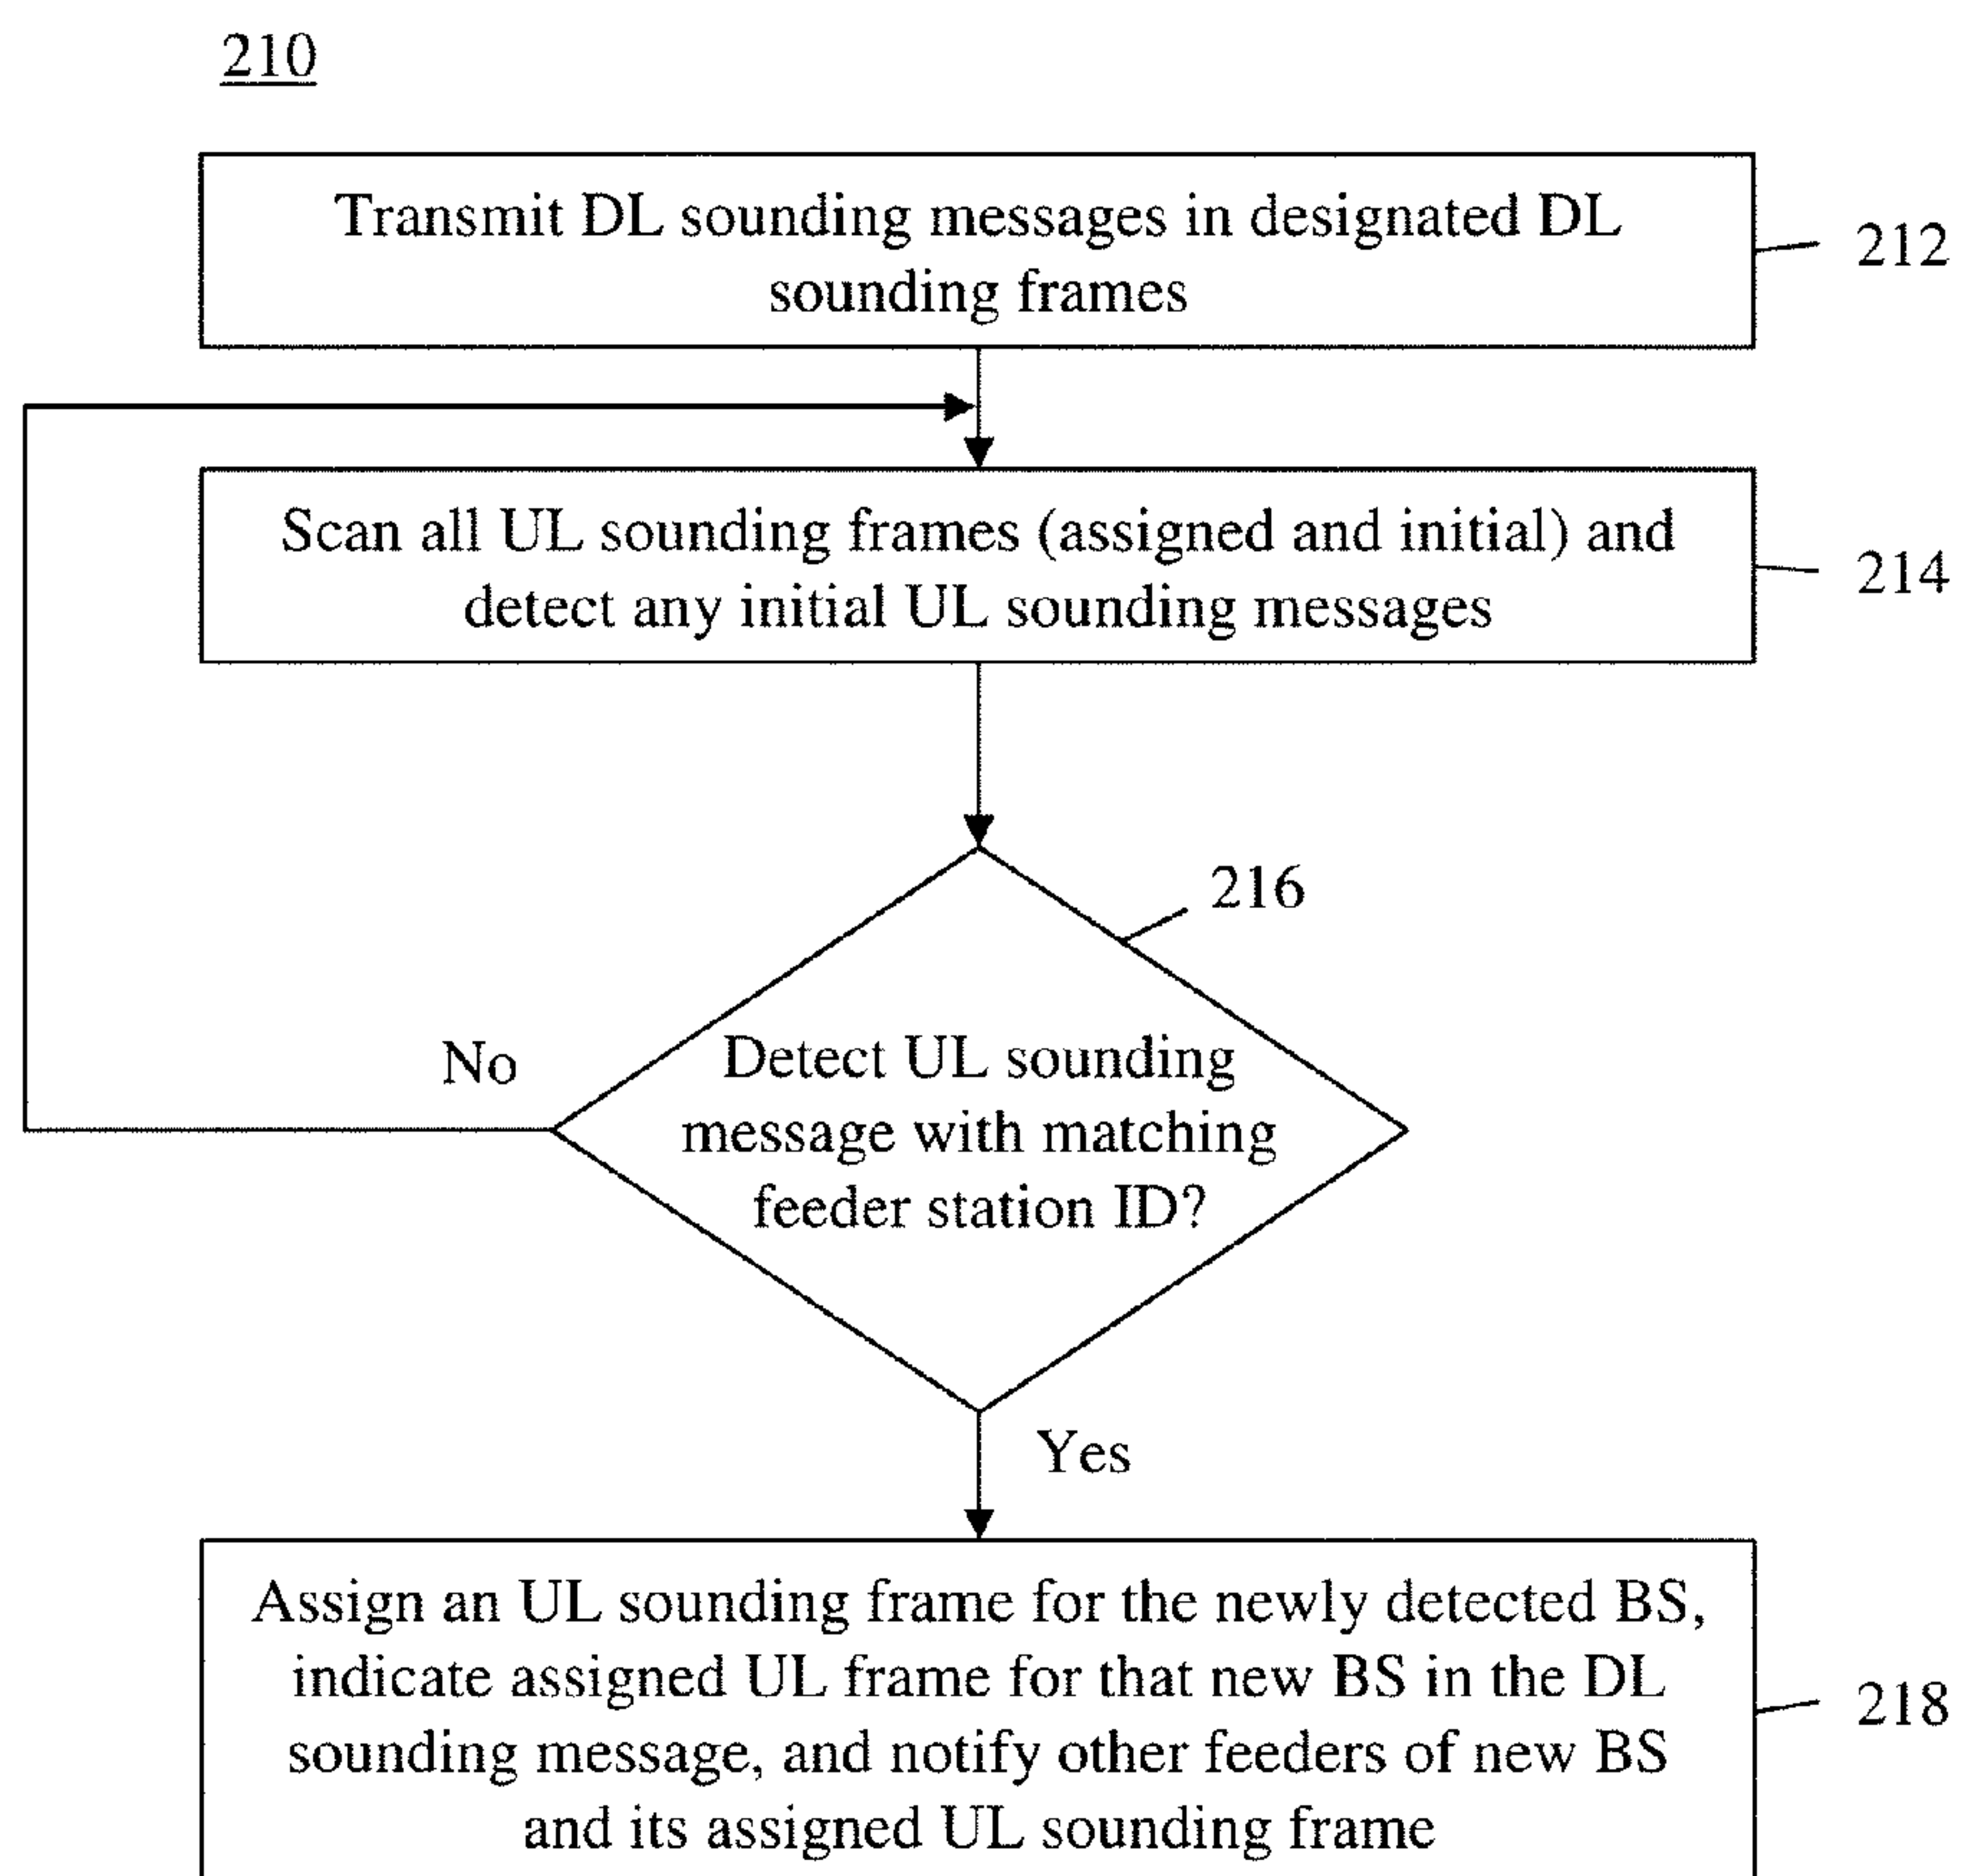 210
Transmit DL sounding messages in designated DL
sounding frames
212
Scan all UL sounding frames (assigned and initial) and
detect any initial UL sounding messages
214
216
No
Detect UL sounding
message with matching
feeder station ID?
Yes
Assign an UL sounding frame for the newly detected BS,
indicate assigned UL frame for that new BS in the DL
sounding message, and notify other feeders of new BS
and its assigned UL sounding frame
218